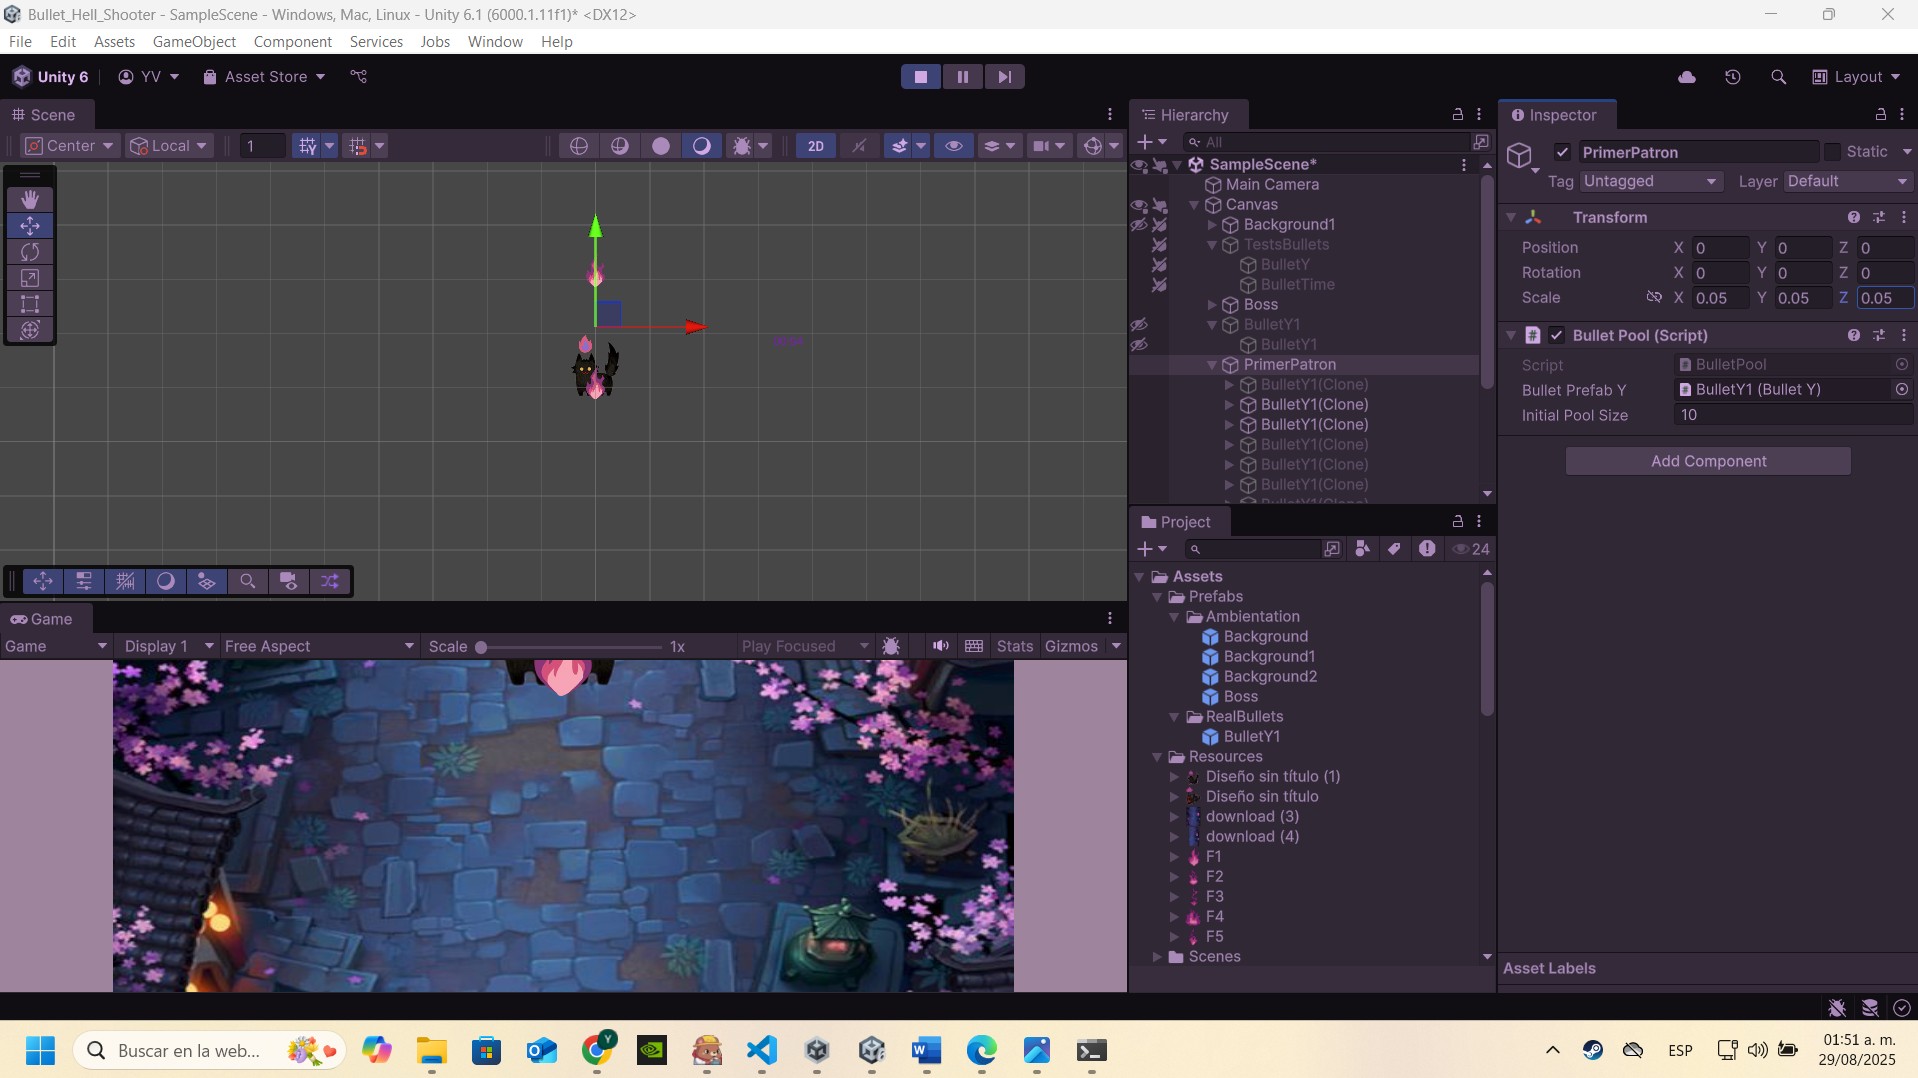 Bullet_Hell_Shooter - SampleScene - Windows, Mac, Linux - Unity 6.1 (6000.1.11f1)* <DX12>
File Edit Assets GameObject Component Services Jobs Window Help
Unity 6 YV Asset Store Layout
Scene
Center Local 1 2D
Game
Game Display 1 Free Aspect Scale 1x Play Focused Stats Gizmos
Hierarchy
All
SampleScene*
Main Camera
Canvas
Background1
TestsBullets
BulletY
BulletTime
Boss
BulletY1
BulletY1
PrimerPatron
BulletY1(Clone)
BulletY1(Clone)
BulletY1(Clone)
BulletY1(Clone)
BulletY1(Clone)
BulletY1(Clone)
BulletY1(Clone)
Project
24
Assets
Prefabs
Ambientation
Background
Background1
Background2
Boss
RealBullets
BulletY1
Resources
Diseño sin título (1)
Diseño sin título
download (3)
download (4)
F1
F2
F3
F4
F5
Scenes
Inspector
PrimerPatron Static
Tag Untagged Layer Default
Transform
Position X 0 Y 0 Z 0
Rotation X 0 Y 0 Z 0
Scale X 0.05 Y 0.05 Z 0.05
Bullet Pool (Script)
Script BulletPool
Bullet Prefab Y BulletY1 (Bullet Y)
Initial Pool Size 10
Add Component
Asset Labels
Buscar en la web...
Y
ESP
01:51 a. m.
29/08/2025